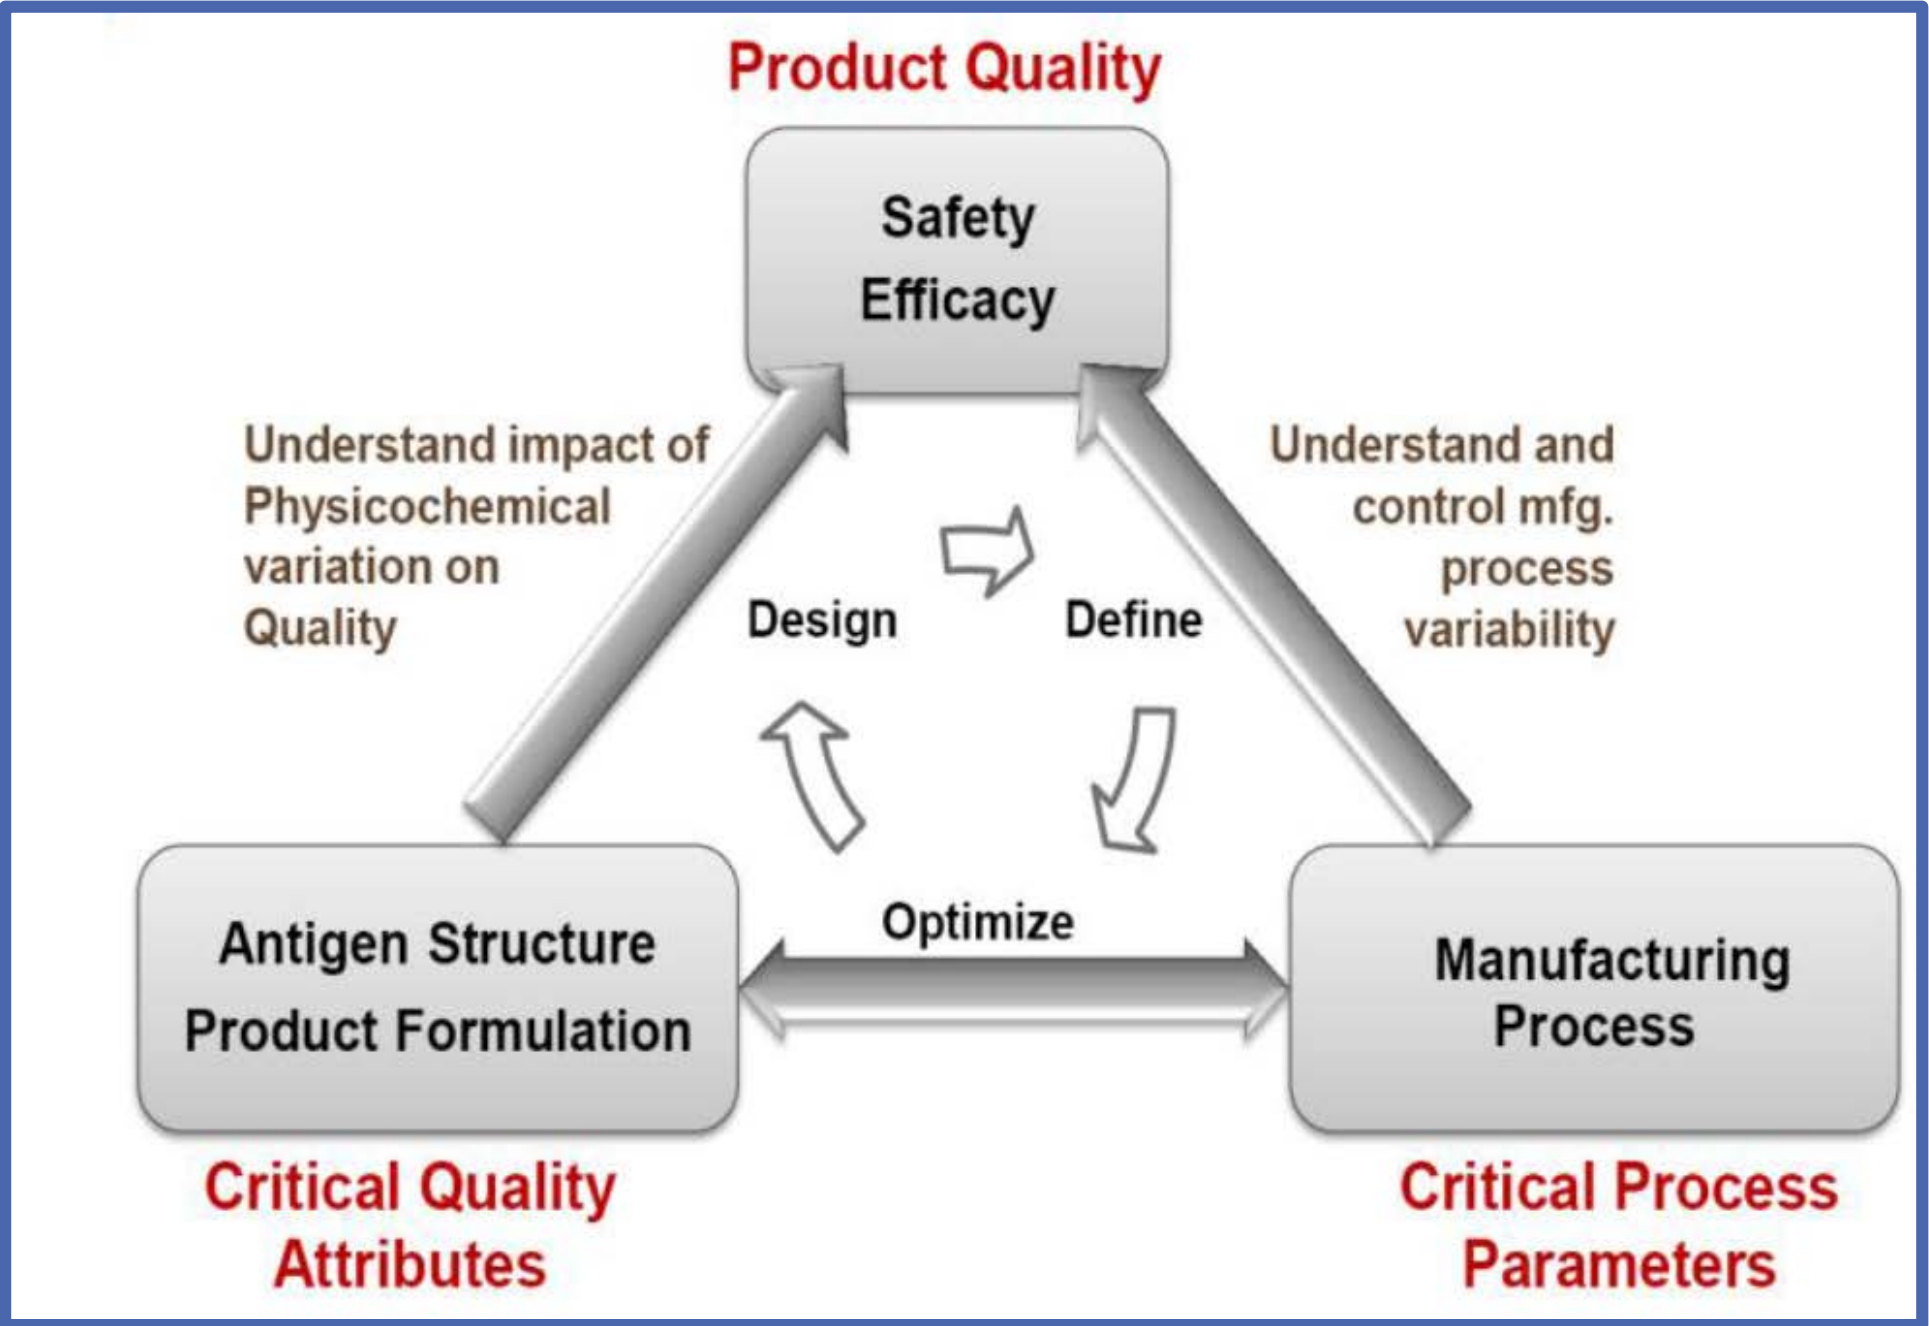 Product Quality
Safety
Efficacy
Understand impact of
Physicochemical
variation on
Quality
Understand and
control mfg.
process
variability
Design
Define
Optimize
Antigen Structure
Product Formulation
Manufacturing
Process
Critical Quality
Attributes
Critical Process
Parameters